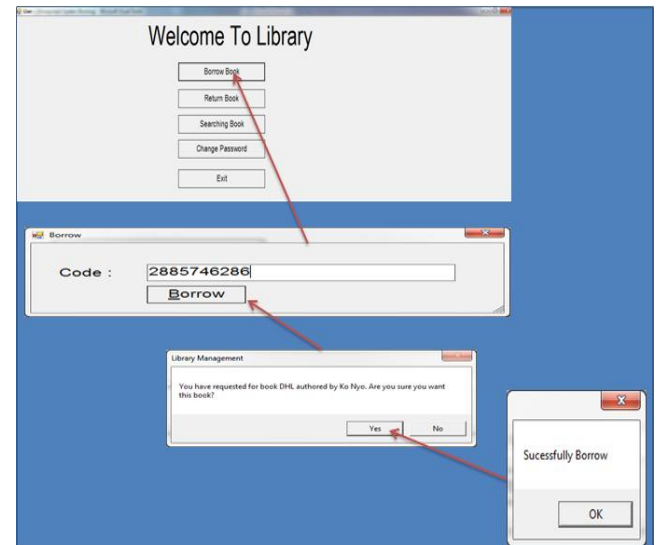 User
Welcome To Library
Borrow Book
Return Book
Searching Book
Change Password
Exit
Borrow
Code :
2885746286
Borrow
Library Management
You have requested for book DHL authored by Ko Nyo. Are you sure you want
this book?
Yes
No
Sucessfully Borrow
OK